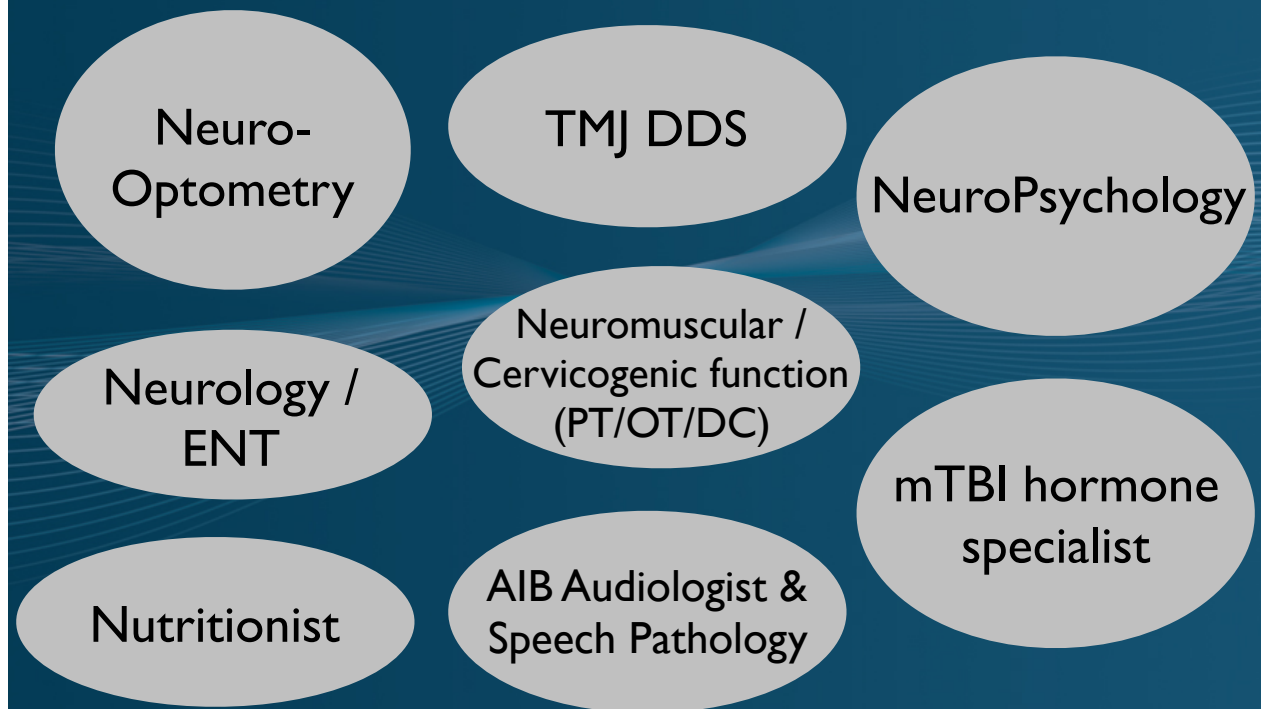 Neuro-
Optometry
TMJ DDS
NeuroPsychology
Neurology /
ENT
Neuromuscular /
Cervicogenic function
(PT/OT/DC)
mTBI hormone
specialist
Nutritionist
AIB Audiologist &
Speech Pathology